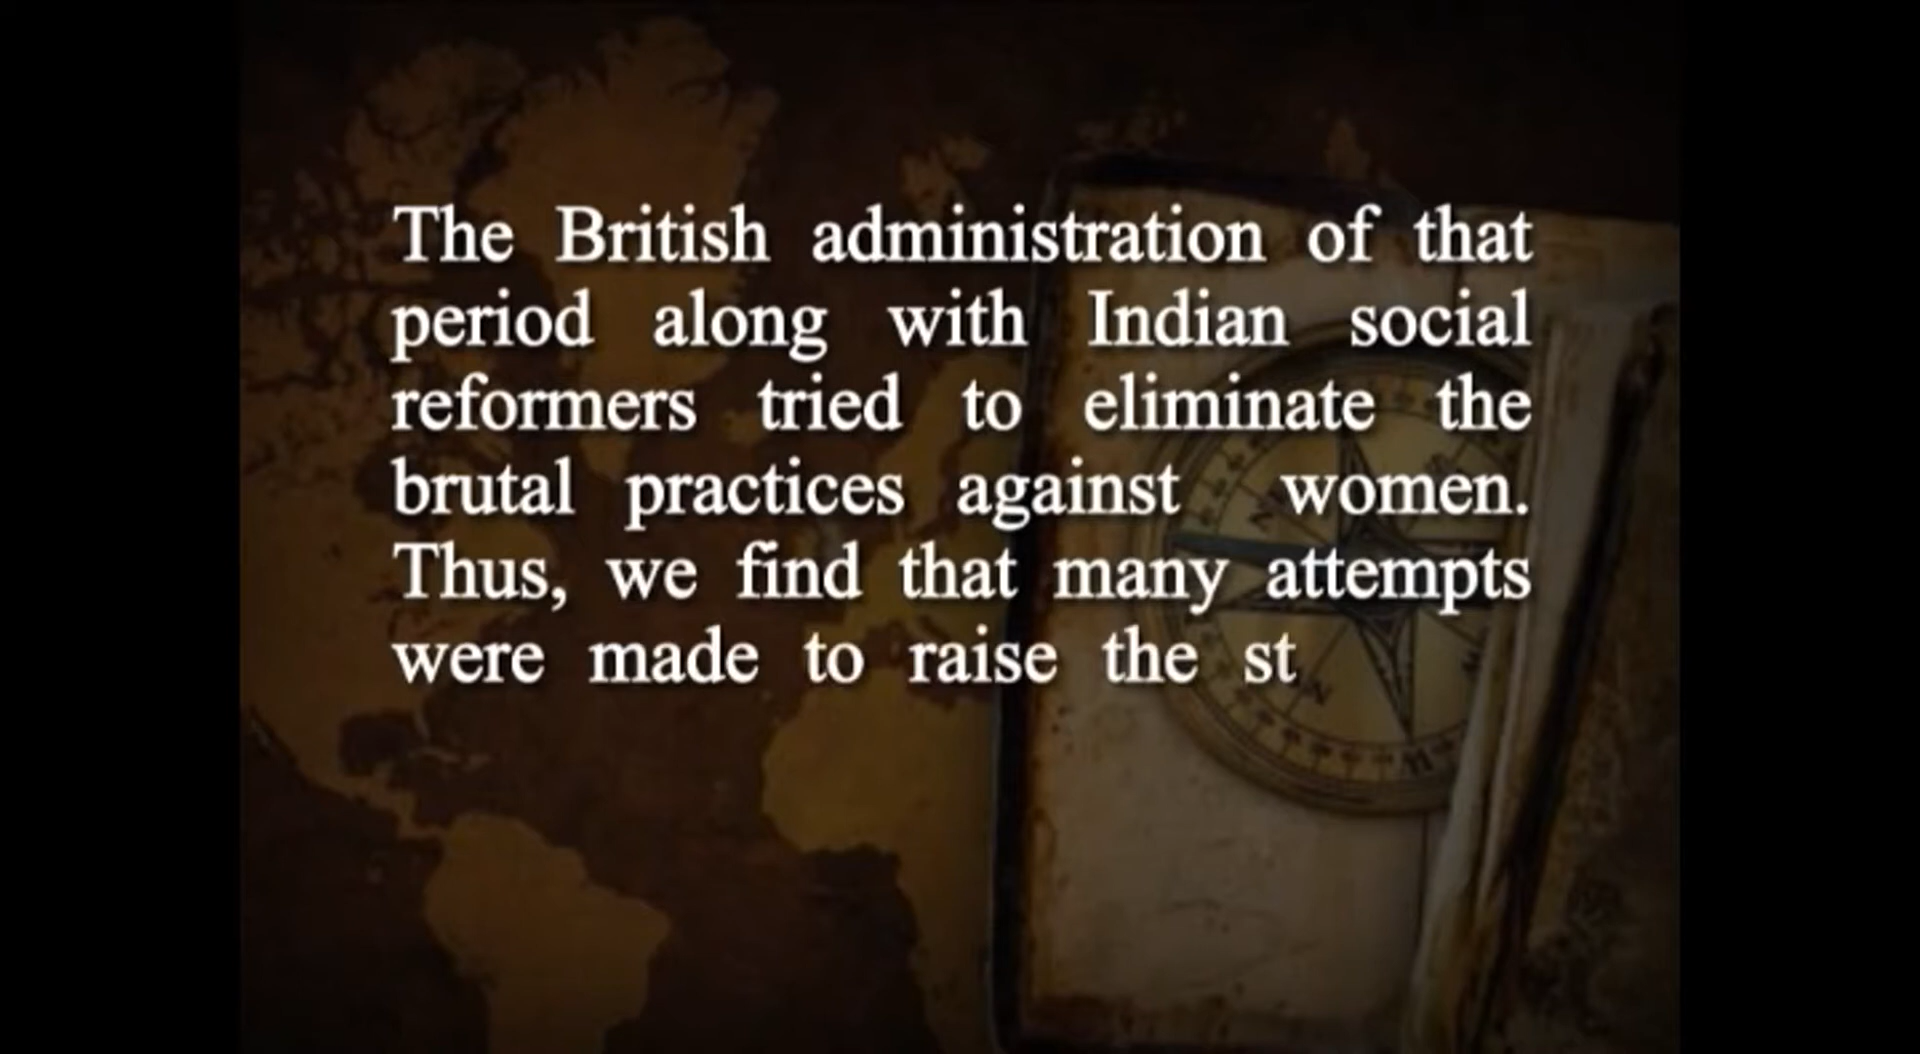 The British administration of that
period along with Indian social
reformers tried to eliminate the
brutal practices against women.
Thus, we find that many attempts
were made to raise the st